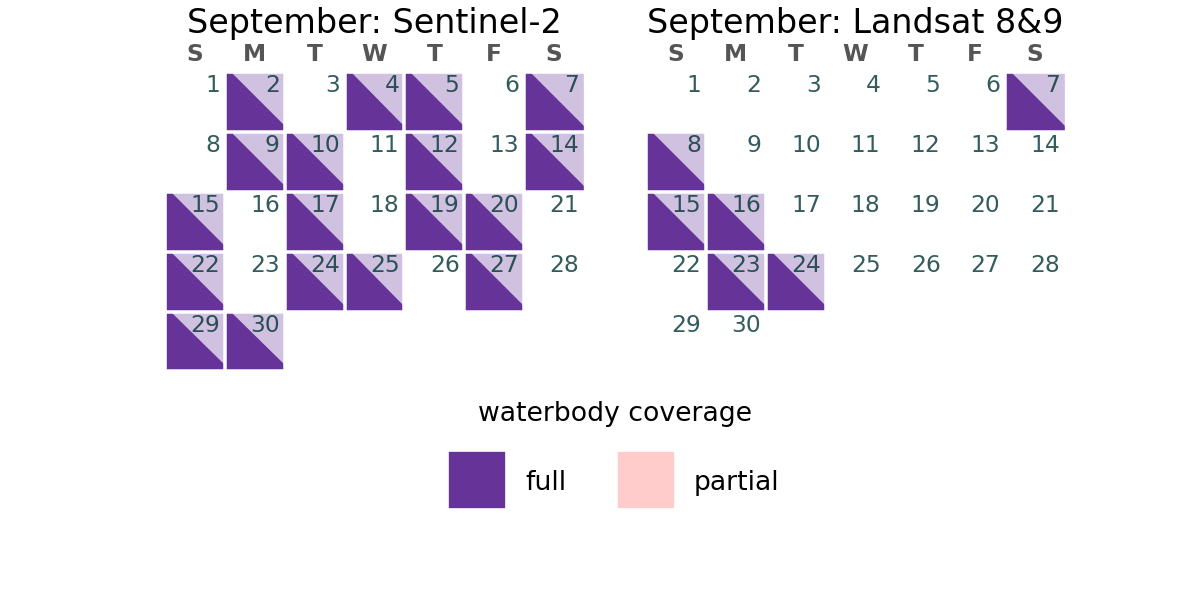 September: Sentinel-2
S M T W T F S
1 2 3 4 5 6 7
8 9 10 11 12 13 14
15 16 17 18 19 20 21
22 23 24 25 26 27 28
29 30
September: Landsat 8&9
S M T W T F S
1 2 3 4 5 6 7
8 9 10 11 12 13 14
15 16 17 18 19 20 21
22 23 24 25 26 27 28
29 30
waterbody coverage
full partial